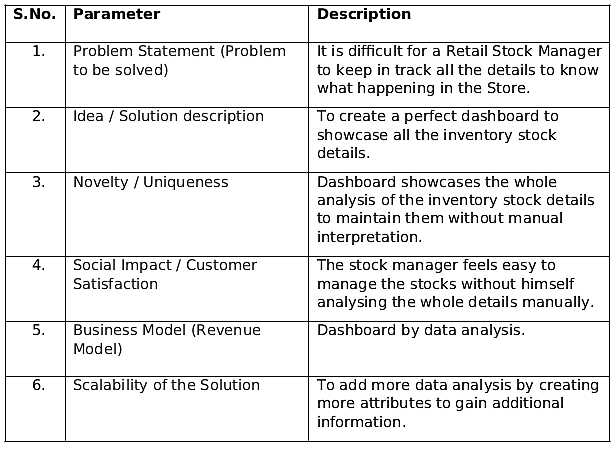 S.No. Parameter Description
1. Problem Statement (Problem It is difficult for a Retail Stock Manager
to be solved) to keep in track all the details to know
what happening in the Store.
2. Idea / Solution description To create a perfect dashboard to
showcase all the inventory stock
details.
3. Novelty / Uniqueness Dashboard showcases the whole
analysis of the inventory stock details
to maintain them without manual
interpretation.
4. Social Impact / Customer The stock manager feels easy to
Satisfaction manage the stocks without himself
analysing the whole details manually.
5. Business Model (Revenue Dashboard by data analysis.
Model)
6. Scalability of the Solution To add more data analysis by creating
more attributes to gain additional
information.